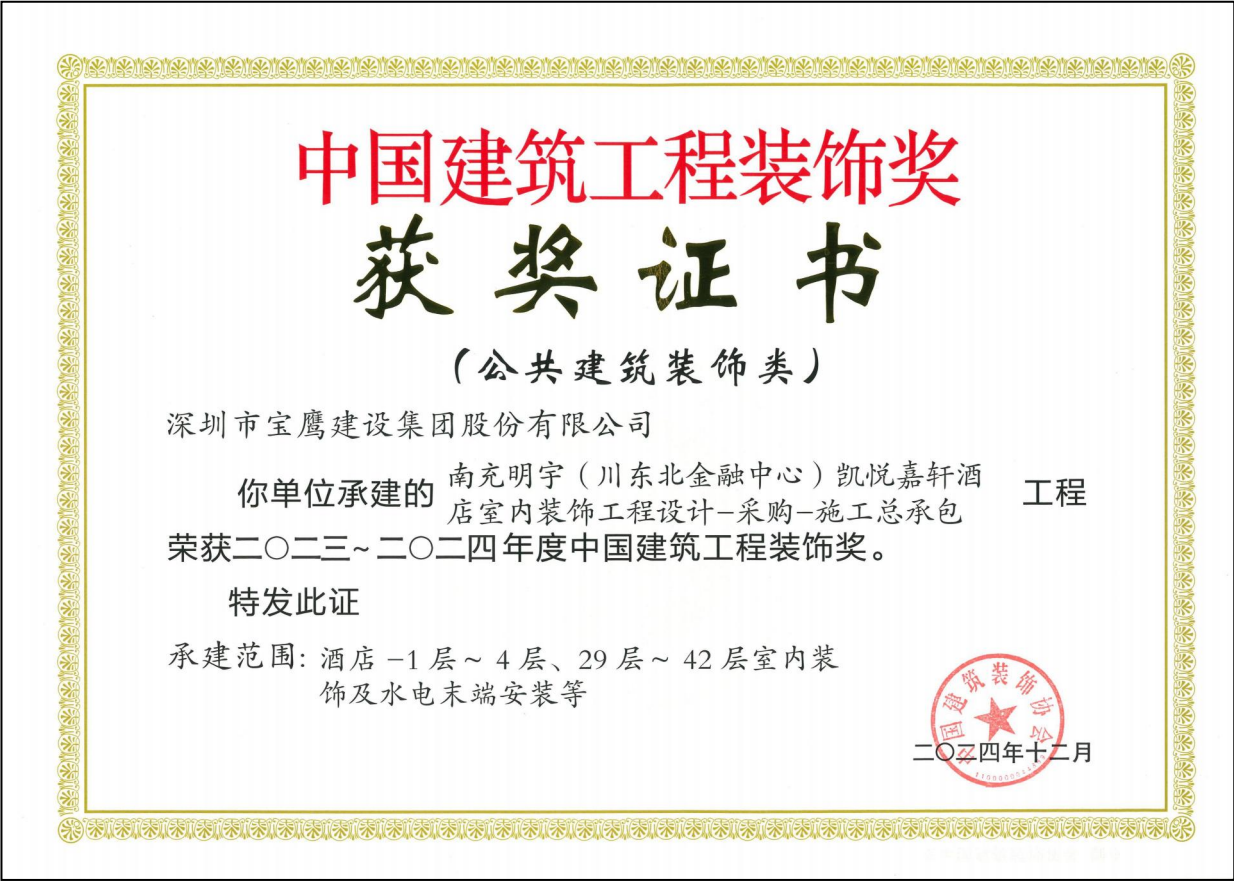 中国建筑工程装饰奖
获奖证书
（公共建筑装饰类）
深圳市宝鹰建设集团股份有限公司
你单位承建的 南充明宇（川东北金融中心）凯悦嘉轩酒 工程
店室内装饰工程设计-采购-施工总承包
荣获二〇二三~二〇二四年度中国建筑工程装饰奖。
特发此证
承建范围: 酒店 -1 层~ 4 层、29 层~ 42 层室内装
饰及水电末端安装等
中国建筑装饰协会
二〇二四年十二月